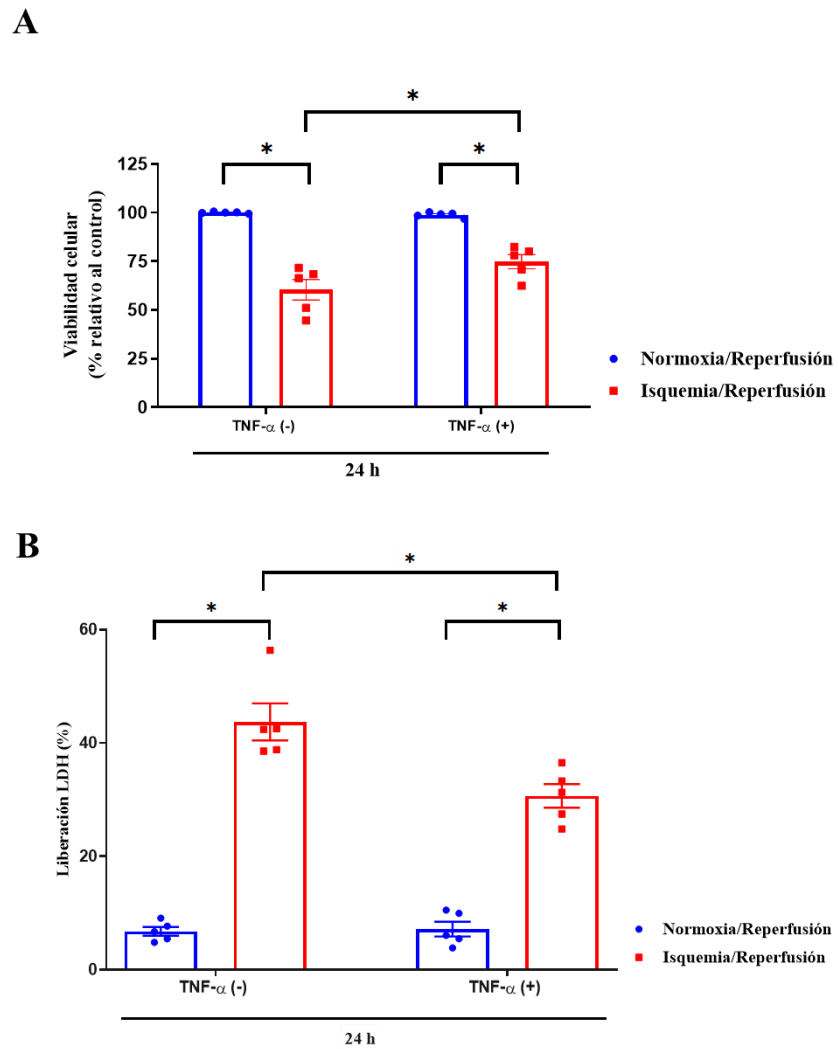 A
*
*
*
Viabilidad celular
(% relativo al control)
125
100
75
50
25
0
TNF-α (-)
TNF-α (+)
24 h
Normoxia/Reperfusión
Isquemia/Reperfusión
B
*
*
*
Liberación LDH (%)
60
40
20
0
TNF-α (-)
TNF-α (+)
24 h
Normoxia/Reperfusión
Isquemia/Reperfusión